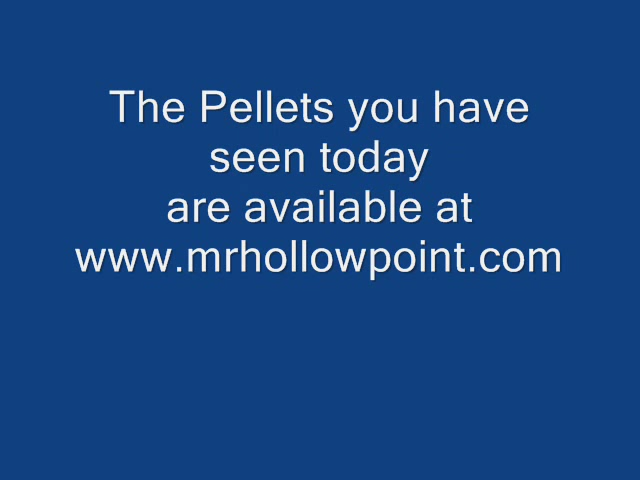 The Pellets you have
seen today
are available at
www.mrhollowpoint.com